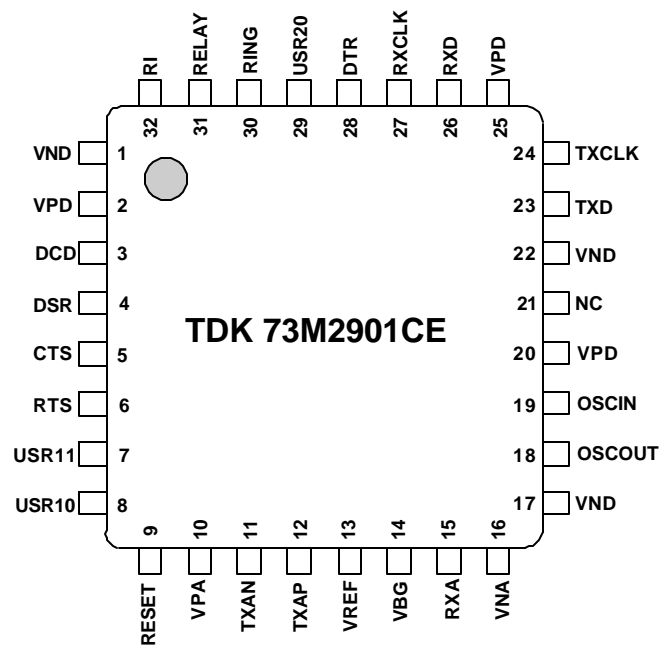 RI
RELAY
RING
USR20
DTR
RXCLK
RXD
VPD
32
31
30
29
28
27
26
25
VND 1
VPD 2
DCD 3
DSR 4
CTS 5
RTS 6
USR11 7
USR10 8
TDK 73M2901CE
24 TXCLK
23 TXD
22 VND
21 NC
20 VPD
19 OSCIN
18 OSCOUT
17 VND
9
10
11
12
13
14
15
16
RESET
VPA
TXAN
TXAP
VREF
VBG
RXA
VNA